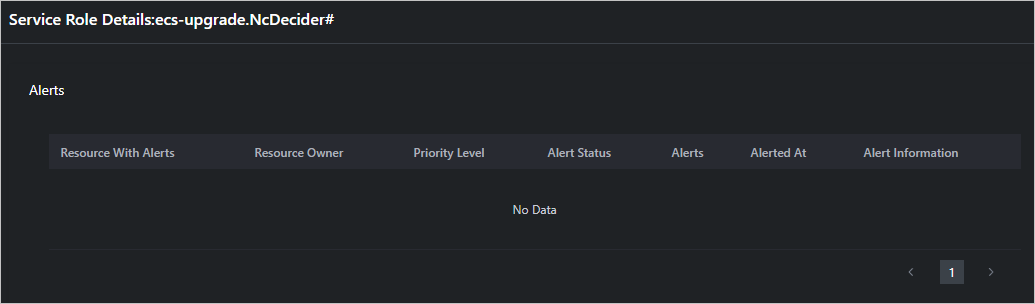 Service Role Details:ecs-upgrade.NcDecider#
Alerts
Resource With Alerts Resource Owner Priority Level Alert Status Alerts Alerted At Alert Information
No Data
1